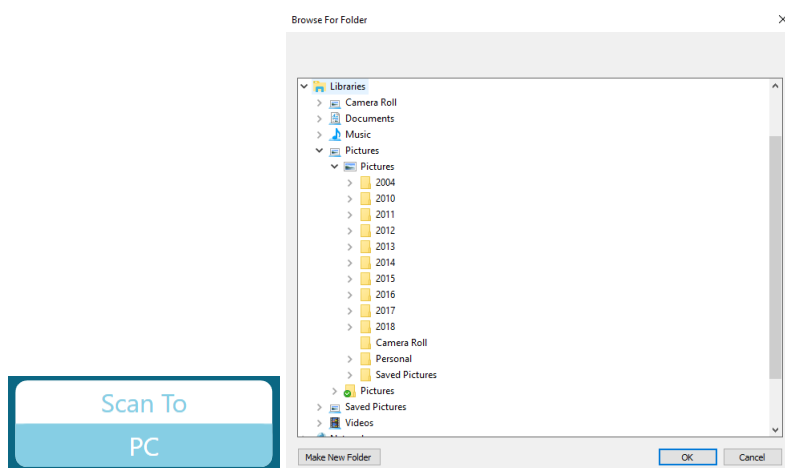 Browse For Folder
Libraries
Camera Roll
Documents
Music
Pictures
Pictures
2004
2010
2011
2012
2013
2014
2015
2016
2017
2018
Camera Roll
Personal
Saved Pictures
Pictures
Saved Pictures
Videos
Make New Folder
OK
Cancel
Scan To
PC